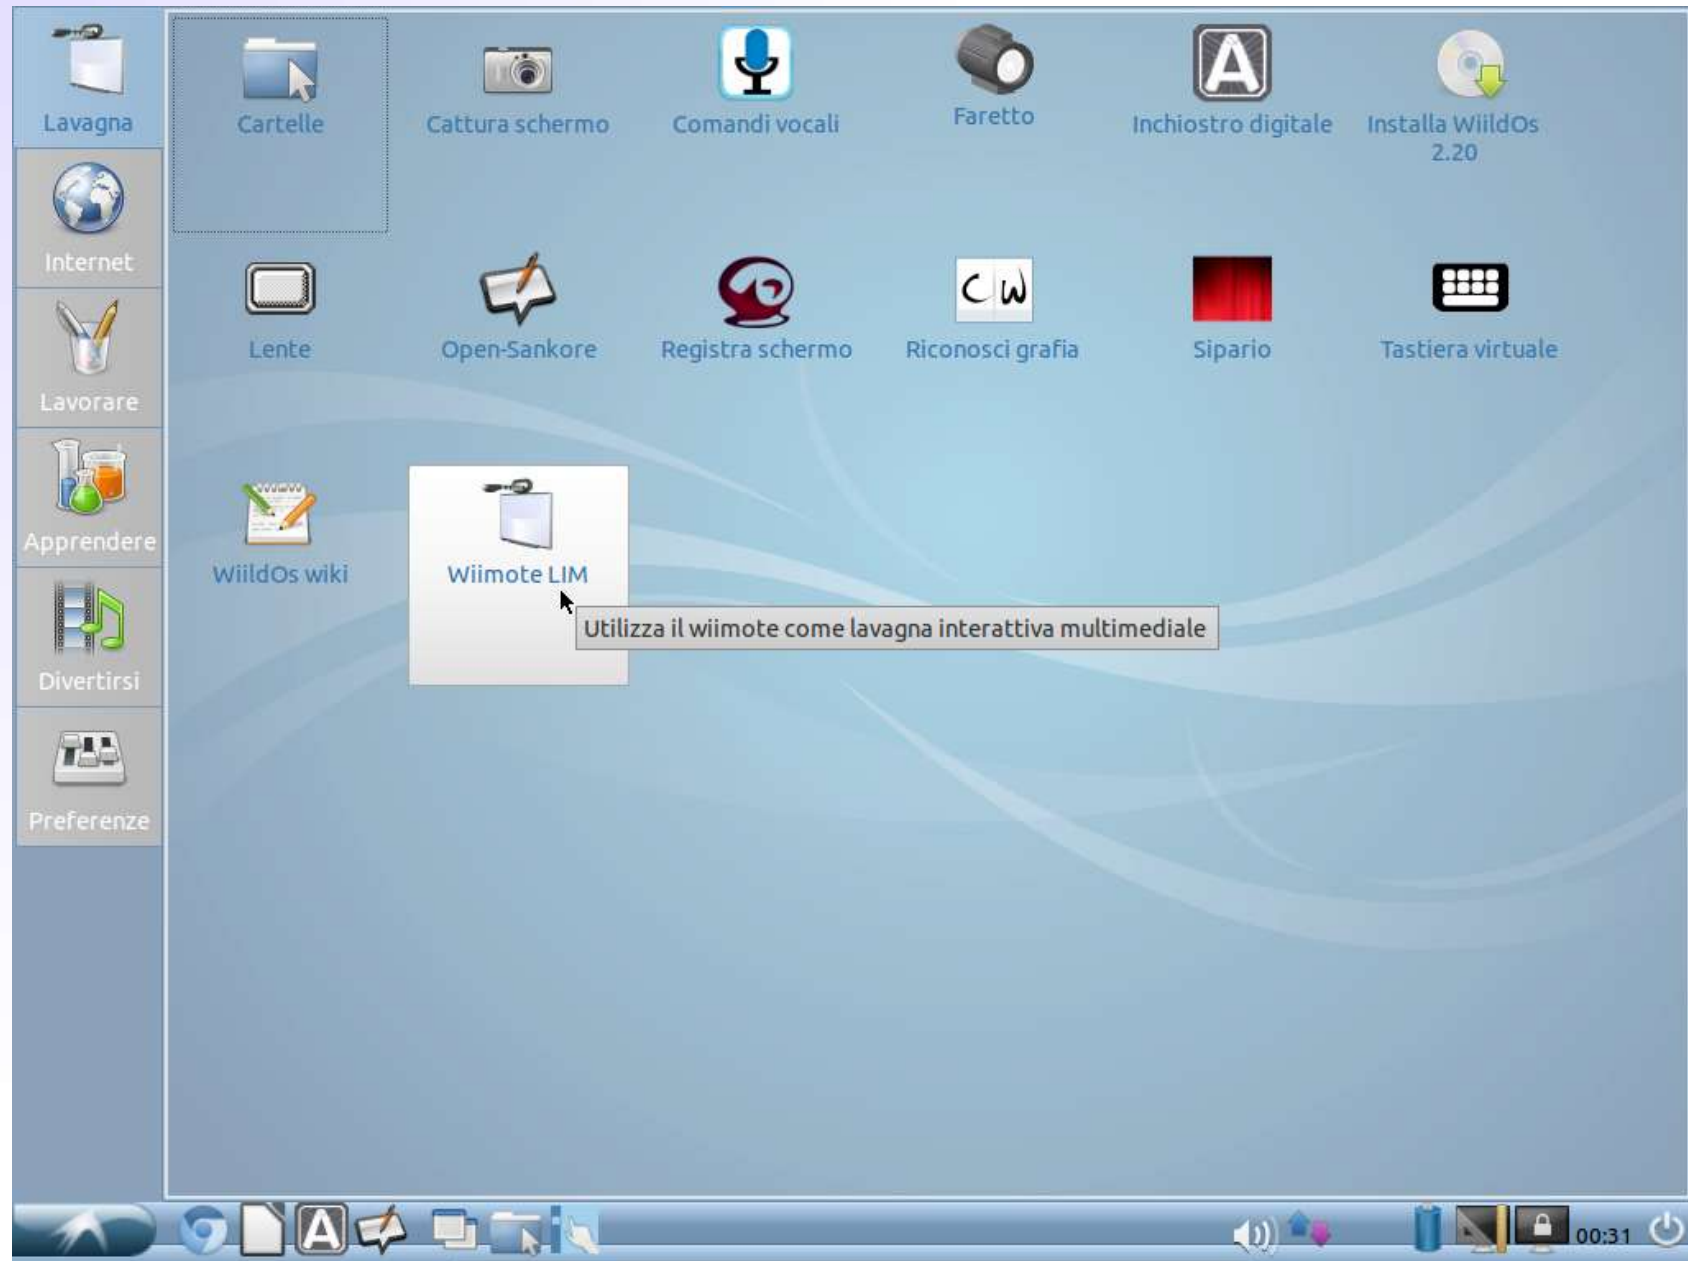 Lavagna
Internet
Lavorare
Apprendere
Divertirsi
Preferenze
Cartelle
Cattura schermo
Comandi vocali
Faretto
A
Inchiostro digitale
Installa WiildOs
2.20
Lente
Open-Sankore
Registra schermo
C W
Riconosci grafia
Sipario
Tastiera virtuale
WiildOs wiki
Wiimote LIM
Utilizza il wiimote come lavagna interattiva multimediale
A
00:31